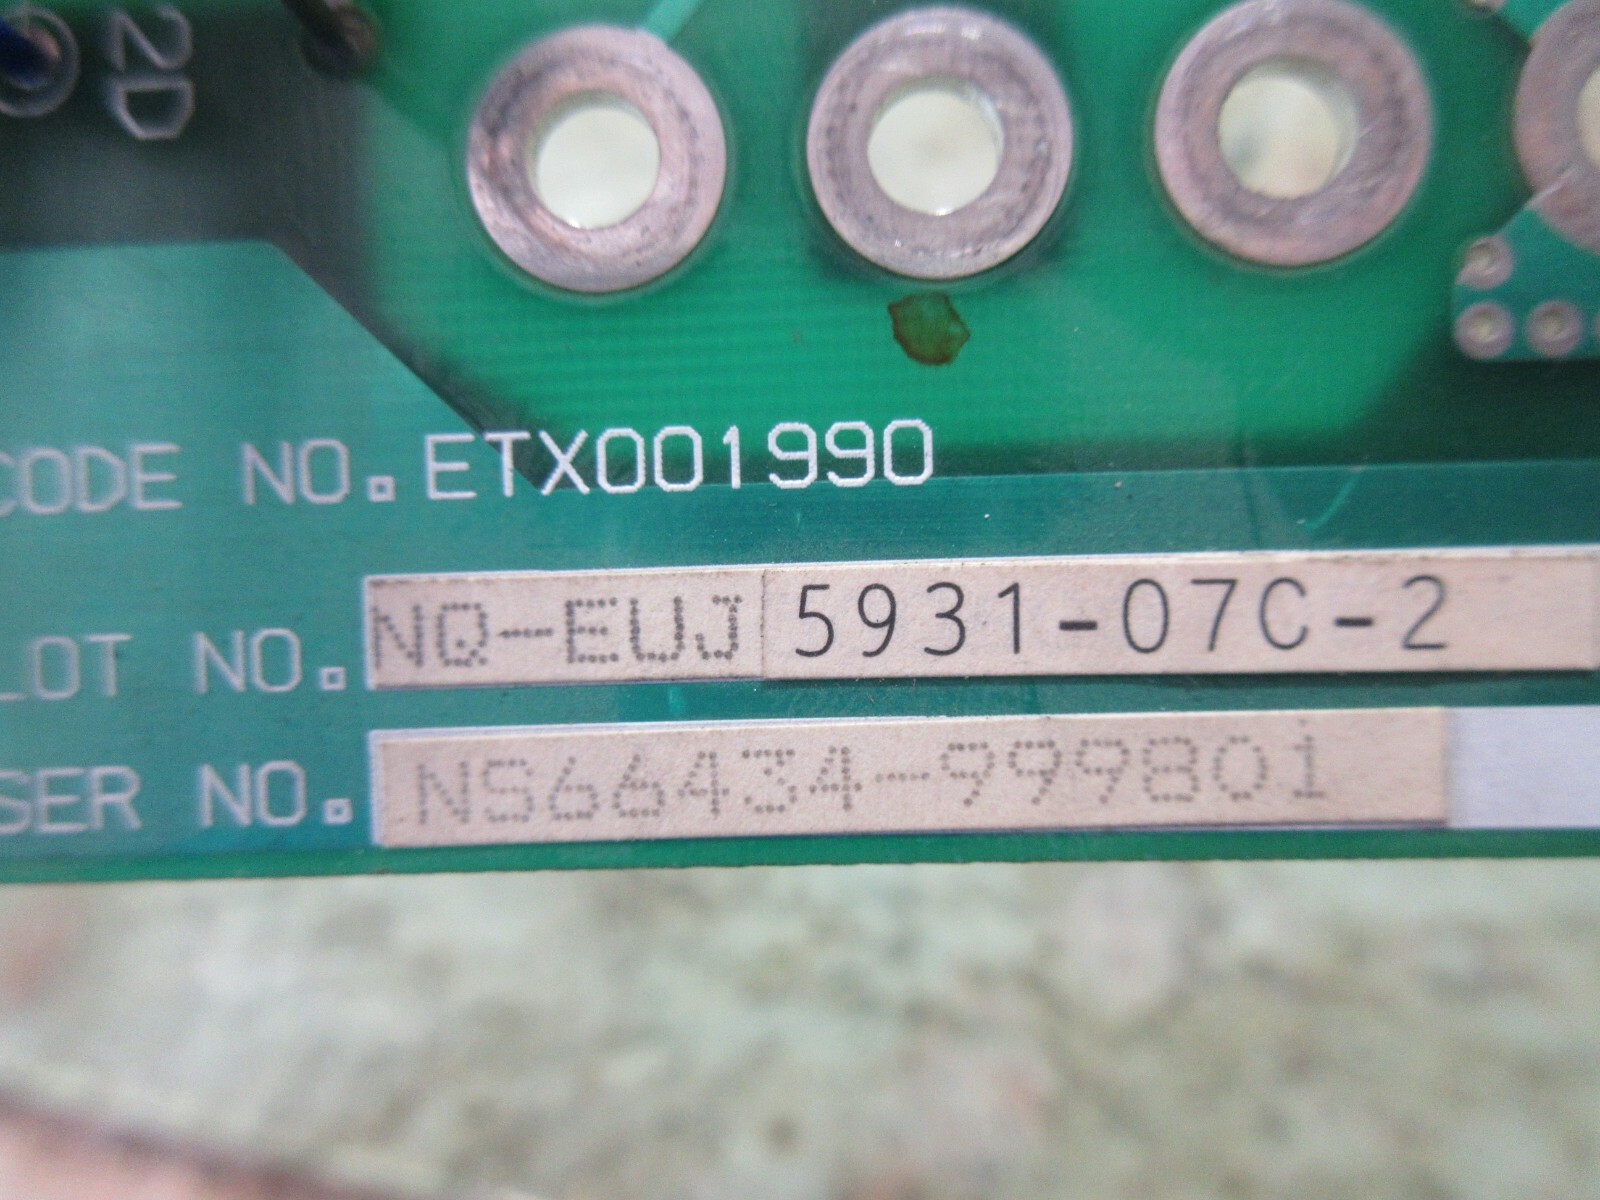 2D
CODE NO. ETX001990
LOT NO. NQ-EUJ 5931-07C-2
SER NO. NS66434-999801